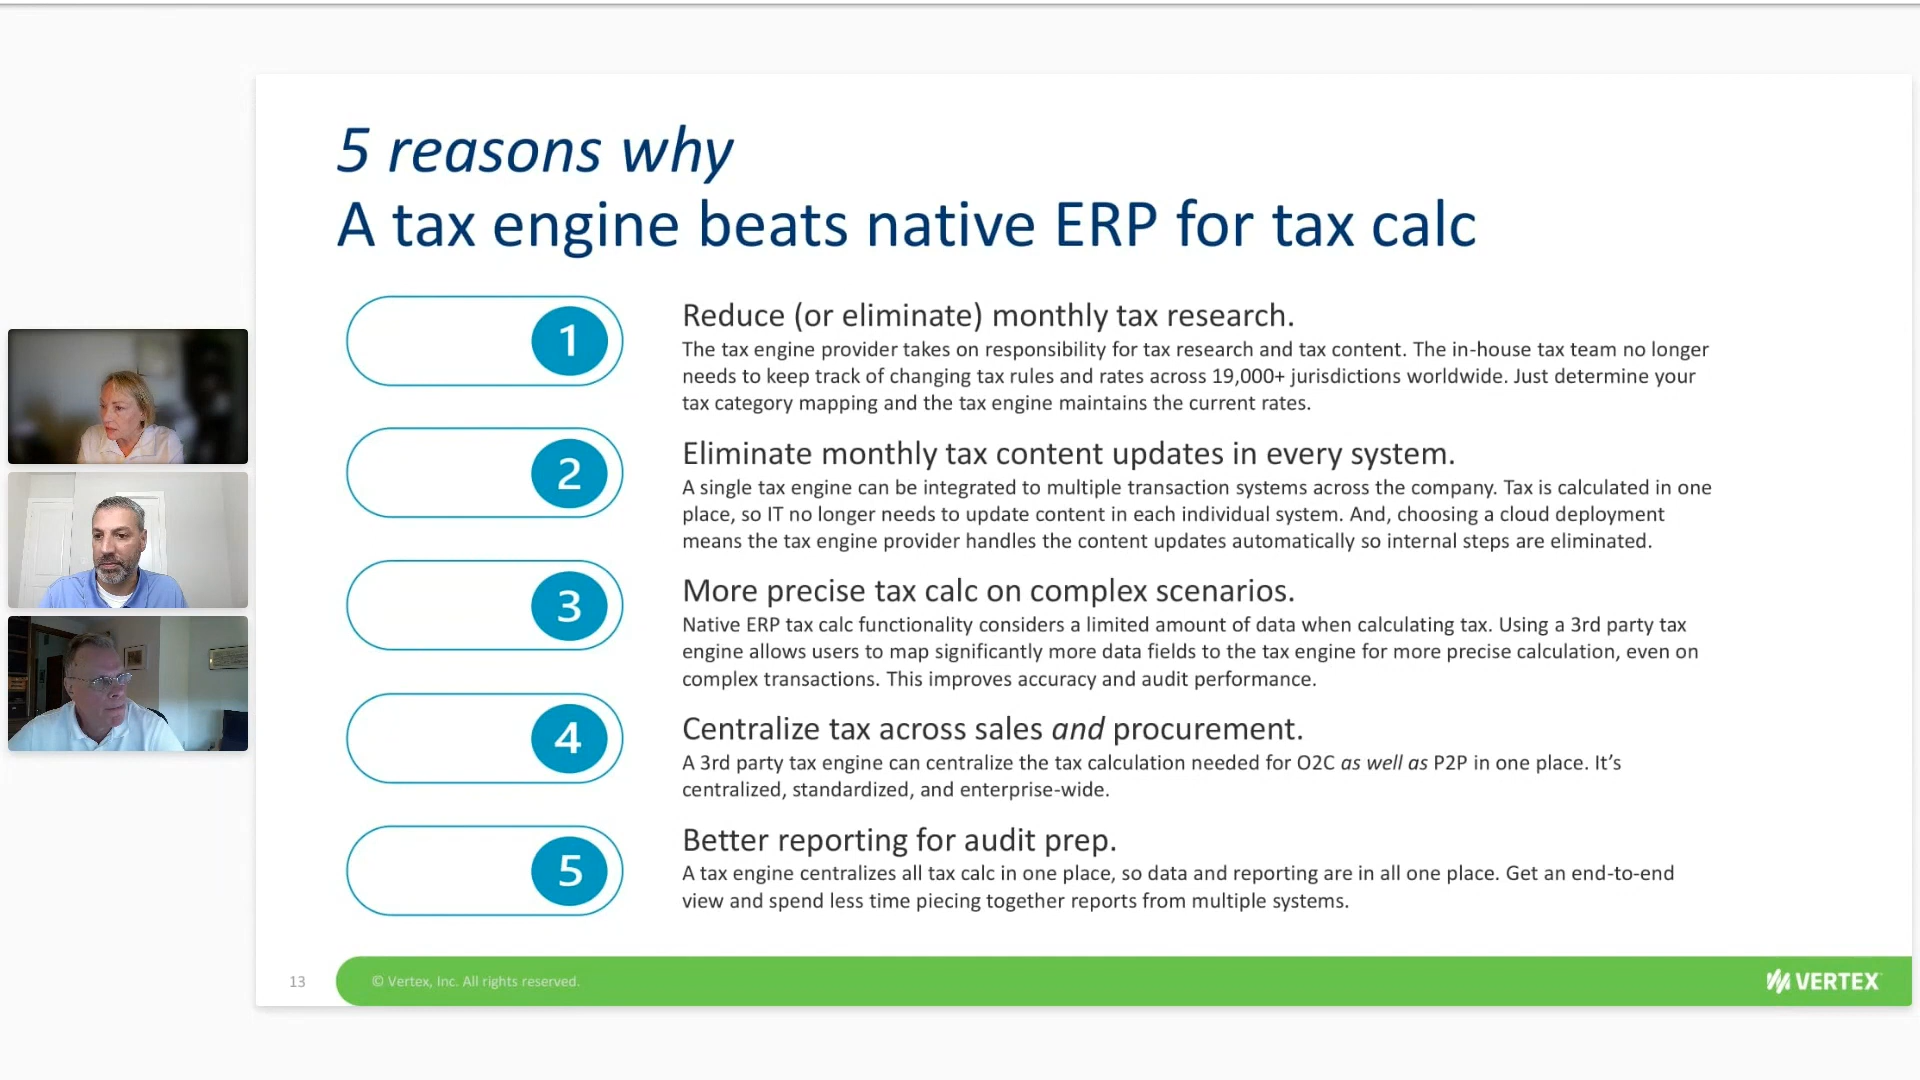 5 reasons why
A tax engine beats native ERP for tax calc
1
Reduce (or eliminate) monthly tax research.
The tax engine provider takes on responsibility for tax research and tax content. The in-house tax team no longer
needs to keep track of changing tax rules and rates across 19,000+ jurisdictions worldwide. Just determine your
tax category mapping and the tax engine maintains the current rates.
2
Eliminate monthly tax content updates in every system.
A single tax engine can be integrated to multiple transaction systems across the company. Tax is calculated in one
place, so IT no longer needs to update content in each individual system. And, choosing a cloud deployment
means the tax engine provider handles the content updates automatically so internal steps are eliminated.
3
More precise tax calc on complex scenarios.
Native ERP tax calc functionality considers a limited amount of data when calculating tax. Using a 3rd party tax
engine allows users to map significantly more data fields to the tax engine for more precise calculation, even on
complex transactions. This improves accuracy and audit performance.
4
Centralize tax across sales and procurement.
A 3rd party tax engine can centralize the tax calculation needed for O2C as well as P2P in one place. It’s
centralized, standardized, and enterprise-wide.
5
Better reporting for audit prep.
A tax engine centralizes all tax calc in one place, so data and reporting are in all one place. Get an end-to-end
view and spend less time piecing together reports from multiple systems.
13
© Vertex, Inc. All rights reserved.
VERTEX